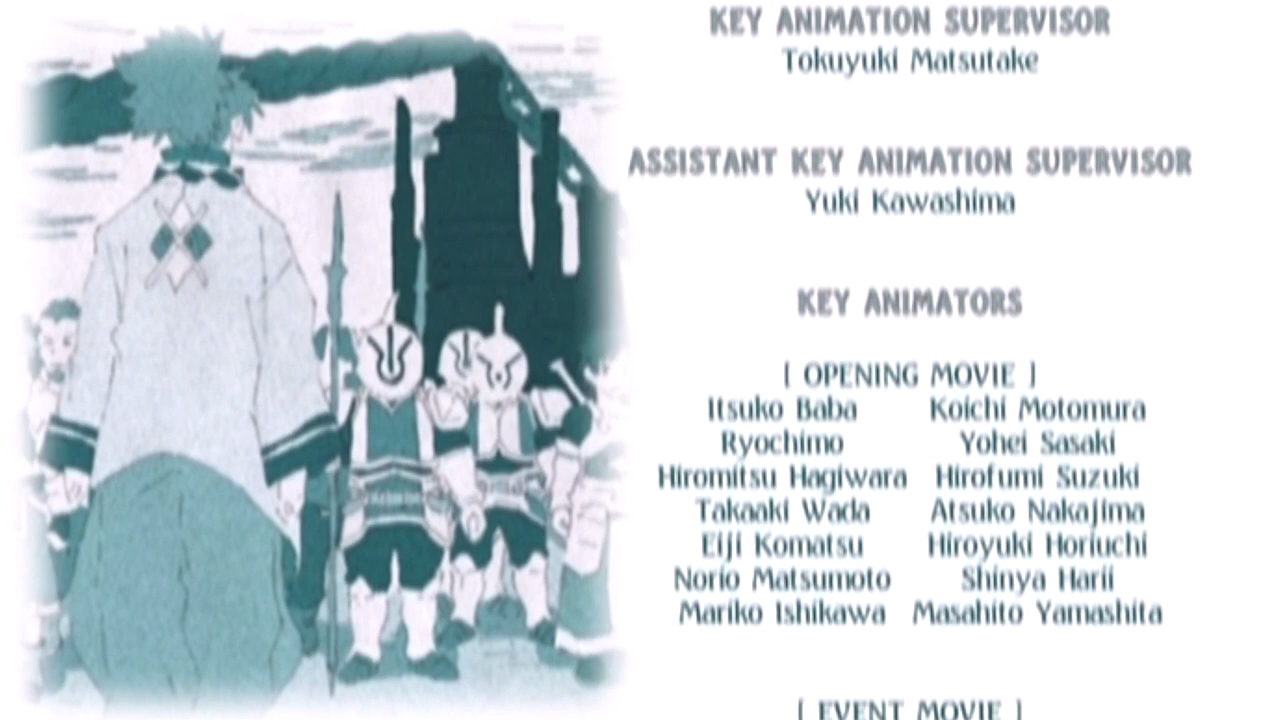 KEY ANIMATION SUPERVISOR
Tokuyuki Matsutake
ASSISTANT KEY ANIMATION SUPERVISOR
Yuki Kawashima
KEY ANIMATORS
[ OPENING MOVIE ]
Itsuko Baba Koichi Motomura
Ryochimo Yohei Sasaki
Hiromitsu Hagiwara Hirofumi Suzuki
Takaaki Wada Atsuko Nakajima
Eiji Komatsu Hiroyuki Horiuchi
Norio Matsumoto Shinya Harii
Mariko Ishikawa Masahito Yamashita
[ EVENT MOVIE ]